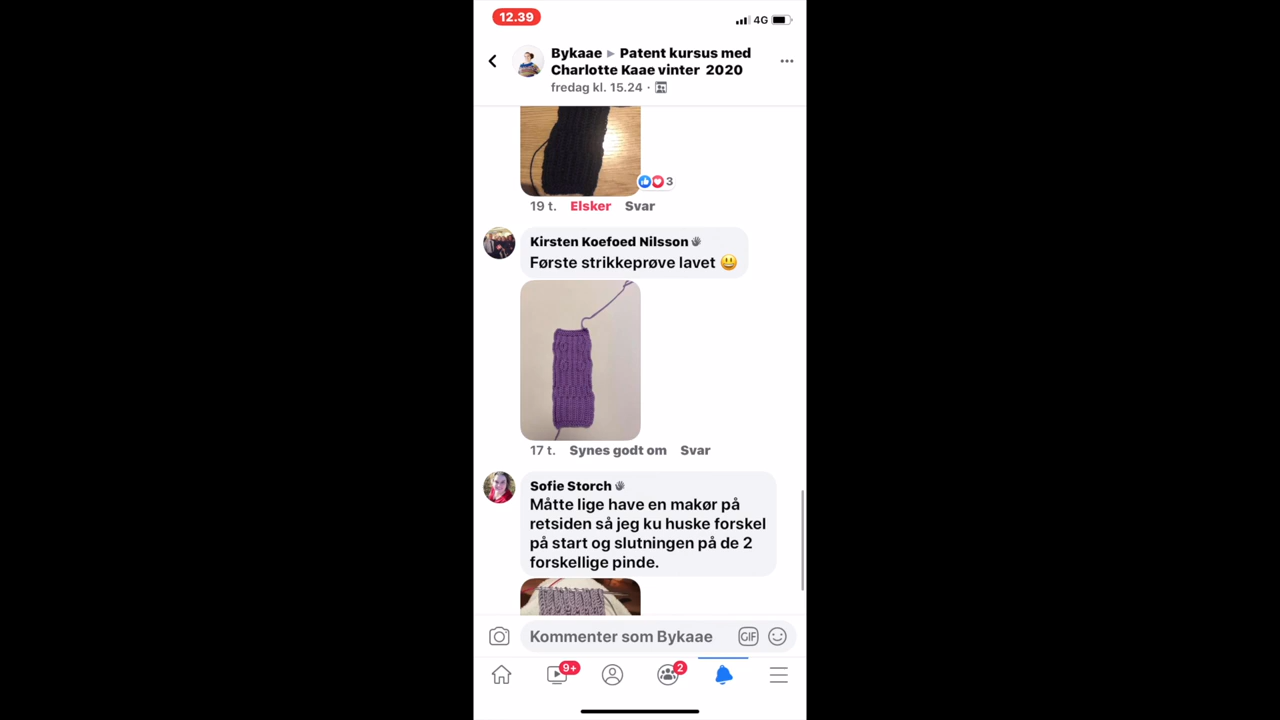 12.39
4G
Bykaae ▸ Patent kursus med
Charlotte Kaae vinter 2020
fredag kl. 15.24 ·
3
19 t. Elsker Svar
Kirsten Koefoed Nilsson
Første strikkeprøve lavet 😃
17 t. Synes godt om Svar
Sofie Storch
Måtte lige have en makør på
retsiden så jeg ku huske forskel
på start og slutningen på de 2
forskellige pinde.
Kommenter som Bykaae GIF
9+ 2